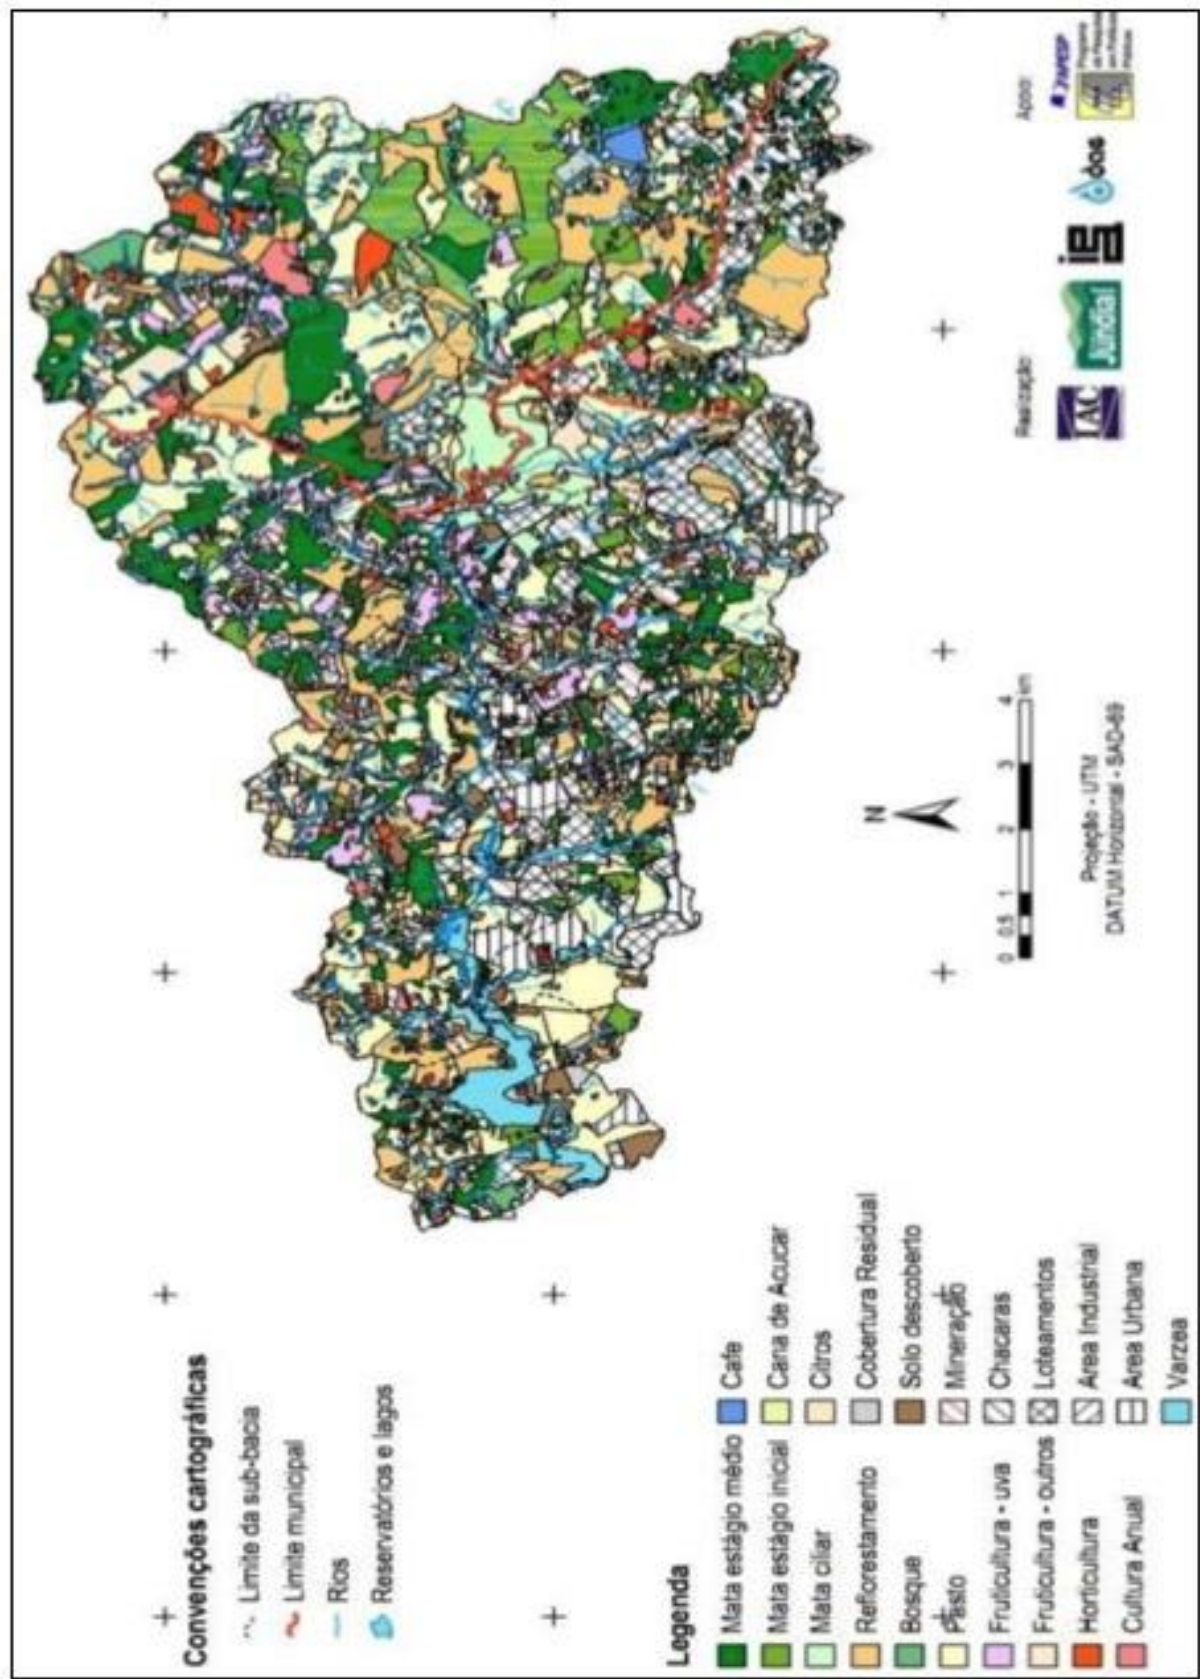 Convenções cartográficas
Limite da sub-bacia
Limite municipal
Rios
Reservatórios e lagos
Legenda
Mata estágio médio
Mata estágio inicial
Mata ciliar
Reflorestamento
Bosque
Pasto
Fruticultura - uva
Fruticultura - outros
Horticultura
Cultura Anual
Cafe
Cana de Acucar
Citros
Cobertura Residual
Solo descoberto
Mineração
Chacaras
Loteamentos
Area Industrial
Area Urbana
Varzea
N
0 0.5 1 2 3 4 km
Projeção - UTM
DATUM Horizontal - SAD-69
Realização
IAC
Jundiaí
dae
Apoio
FAPESP